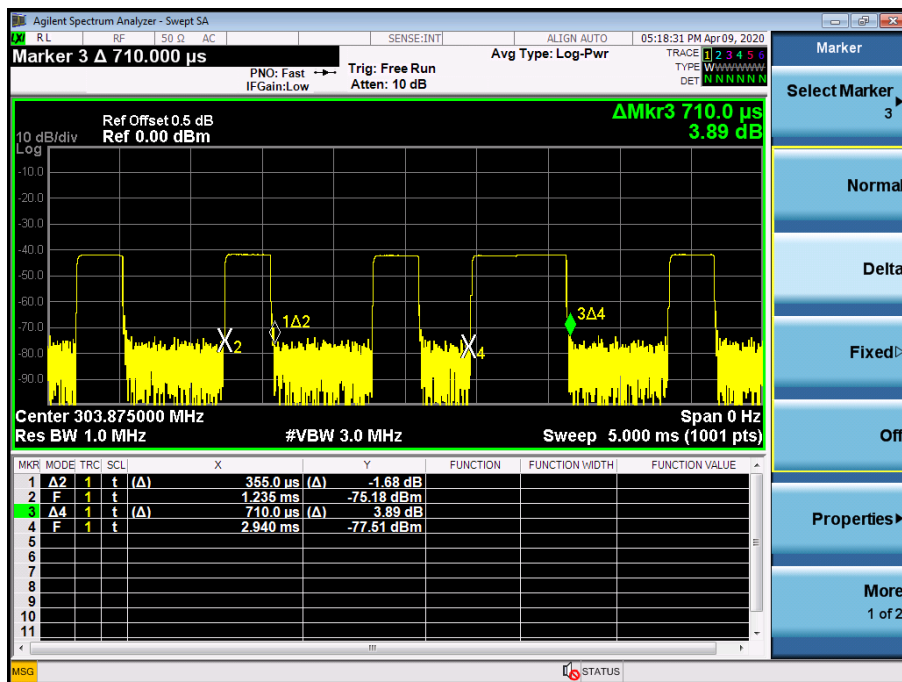 Agilent Spectrum Analyzer - Swept SA
LXI RL RF 50 Ω AC SENSE:INT ALIGN AUTO 05:18:31 PM Apr 09, 2020
Marker 3 Δ 710.000 µs
PNO: Fast
IFGain:Low
Trig: Free Run
Atten: 10 dB
Avg Type: Log-Pwr
TRACE 1 2 3 4 5 6
TYPE WWWWWW
DET N N N N N N
ΔMkr3 710.0 µs
3.89 dB
Ref Offset 0.5 dB
10 dB/div Ref 0.00 dBm
Log
-10.0
-20.0
-30.0
-40.0
-50.0
-60.0
-70.0
-80.0
-90.0
1Δ2
X2
3Δ4
X4
Center 303.875000 MHz Span 0 Hz
Res BW 1.0 MHz #VBW 3.0 MHz Sweep 5.000 ms (1001 pts)
MKR MODE TRC SCL X Y FUNCTION FUNCTION WIDTH FUNCTION VALUE
1 Δ2 1 t (Δ) 355.0 µs (Δ) -1.68 dB
2 F 1 t 1.235 ms -75.18 dBm
3 Δ4 1 t (Δ) 710.0 µs (Δ) 3.89 dB
4 F 1 t 2.940 ms -77.51 dBm
5
6
7
8
9
10
11
MSG STATUS
Marker
Select Marker
3
Normal
Delta
Fixed
Off
Properties
More
1 of 2